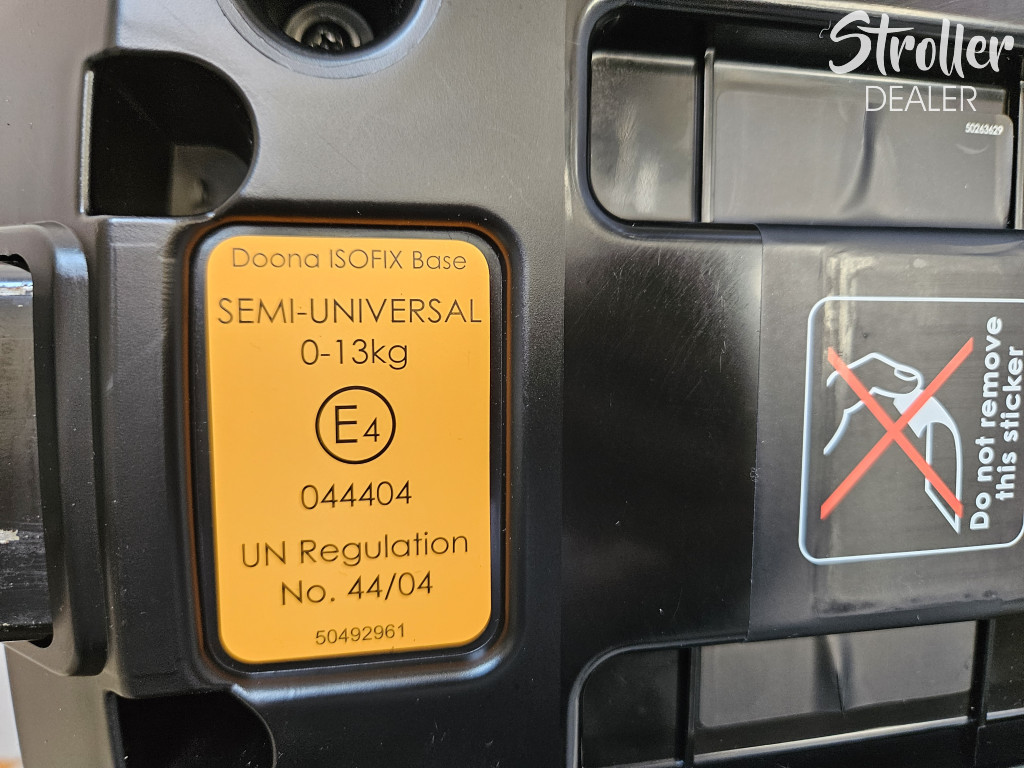 Stroller
DEALER
50263629
Doona ISOFIX Base
SEMI-UNIVERSAL
0-13kg
E4
044404
UN Regulation
No. 44/04
50492961
Do not remove
this sticker